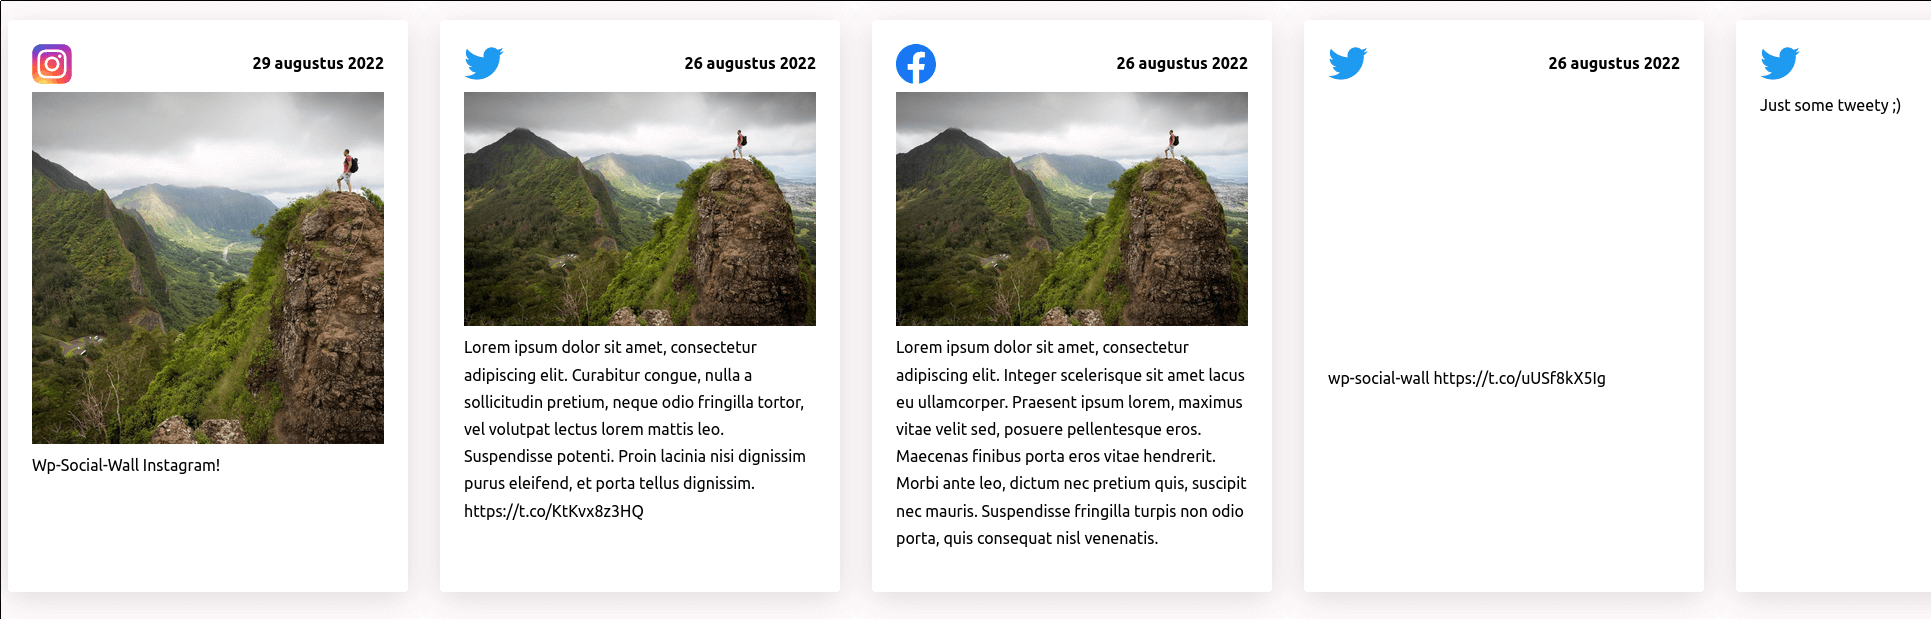 29 augustus 2022
Wp-Social-Wall Instagram!
26 augustus 2022
Lorem ipsum dolor sit amet, consectetur
adipiscing elit. Curabitur congue, nulla a
sollicitudin pretium, neque odio fringilla tortor,
vel volutpat lectus lorem mattis leo.
Suspendisse potenti. Proin lacinia nisi dignissim
purus eleifend, et porta tellus dignissim.
https://t.co/KtKvx8z3HQ
26 augustus 2022
Lorem ipsum dolor sit amet, consectetur
adipiscing elit. Integer scelerisque sit amet lacus
eu ullamcorper. Praesent ipsum lorem, maximus
vitae velit sed, posuere pellentesque eros.
Maecenas finibus porta eros vitae hendrerit.
Morbi ante leo, dictum nec pretium quis, suscipit
nec mauris. Suspendisse fringilla turpis non odio
porta, quis consequat nisl venenatis.
26 augustus 2022
wp-social-wall https://t.co/uUSf8kX5Ig
Just some tweety ;)